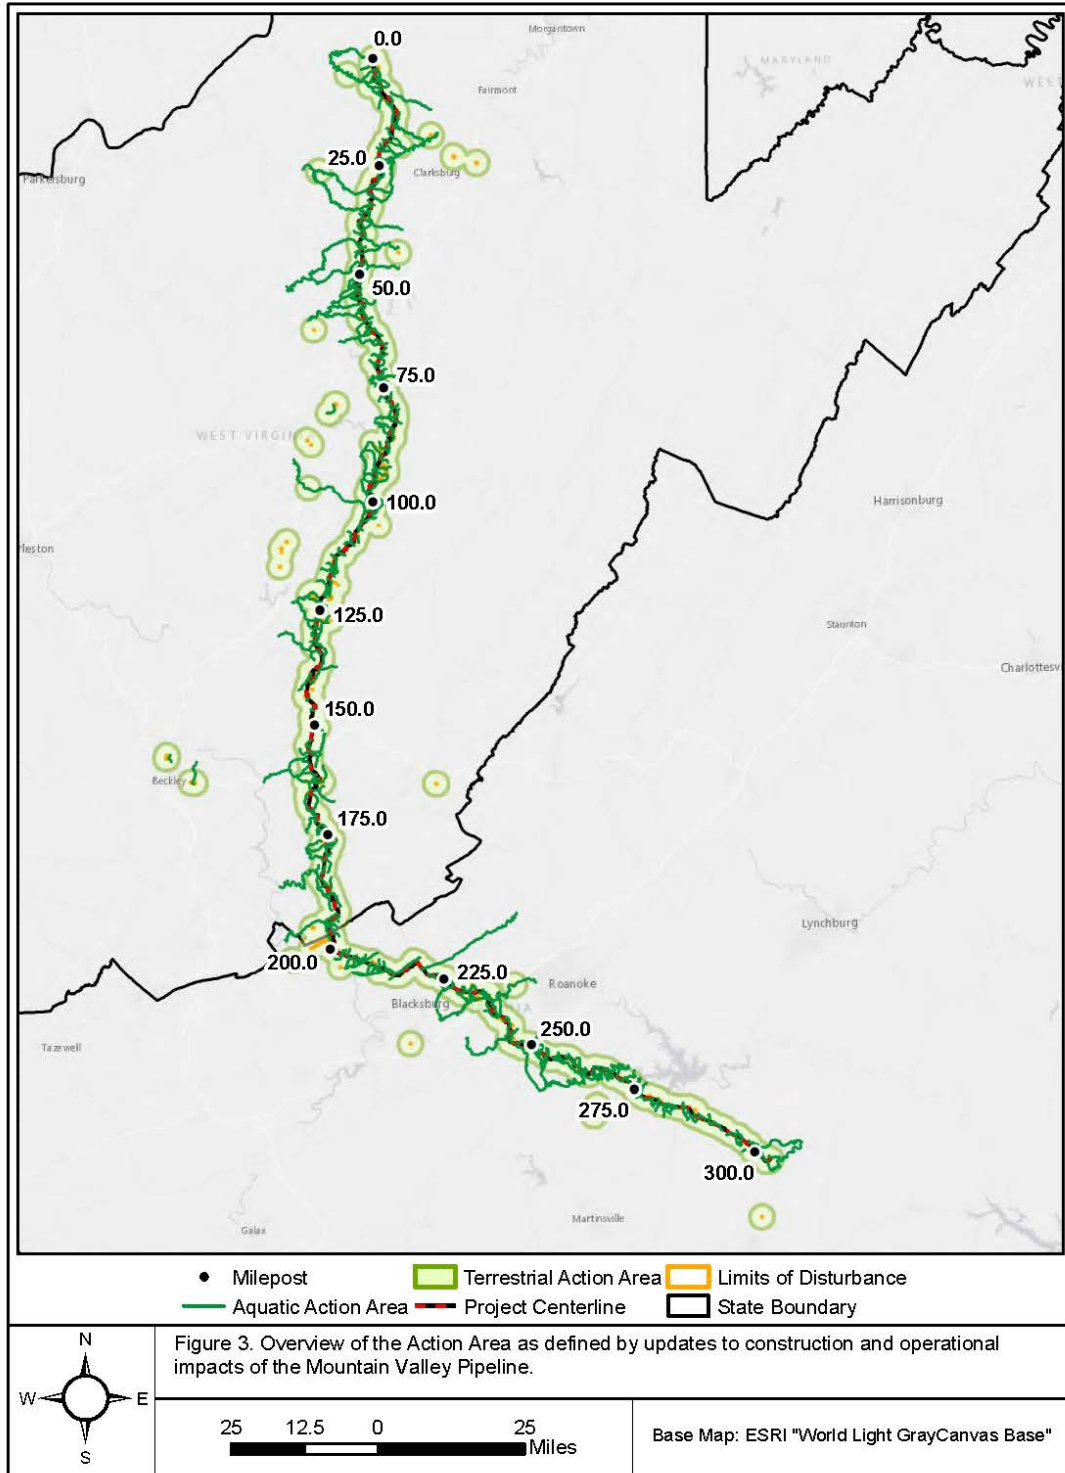 0.0
Morgantown
MARYLAND
WEST
Fairmont
25.0
Clarksburg
Parkersburg
50.0
75.0
WEST VIRGIN
100.0
Harrisonburg
rleston
125.0
Staunton
Charlottesv
150.0
Beckley
175.0
Lynchburg
200.0
225.0
Roanoke
Blacksburg
IA
250.0
Tazewell
275.0
300.0
Martinsville
Galax
Milepost
Terrestrial Action Area
Limits of Disturbance
Aquatic Action Area
Project Centerline
State Boundary
N
W
E
S
Figure 3. Overview of the Action Area as defined by updates to construction and operational
impacts of the Mountain Valley Pipeline.
25 12.5 0 25
Miles
Base Map: ESRI "World Light GrayCanvas Base"